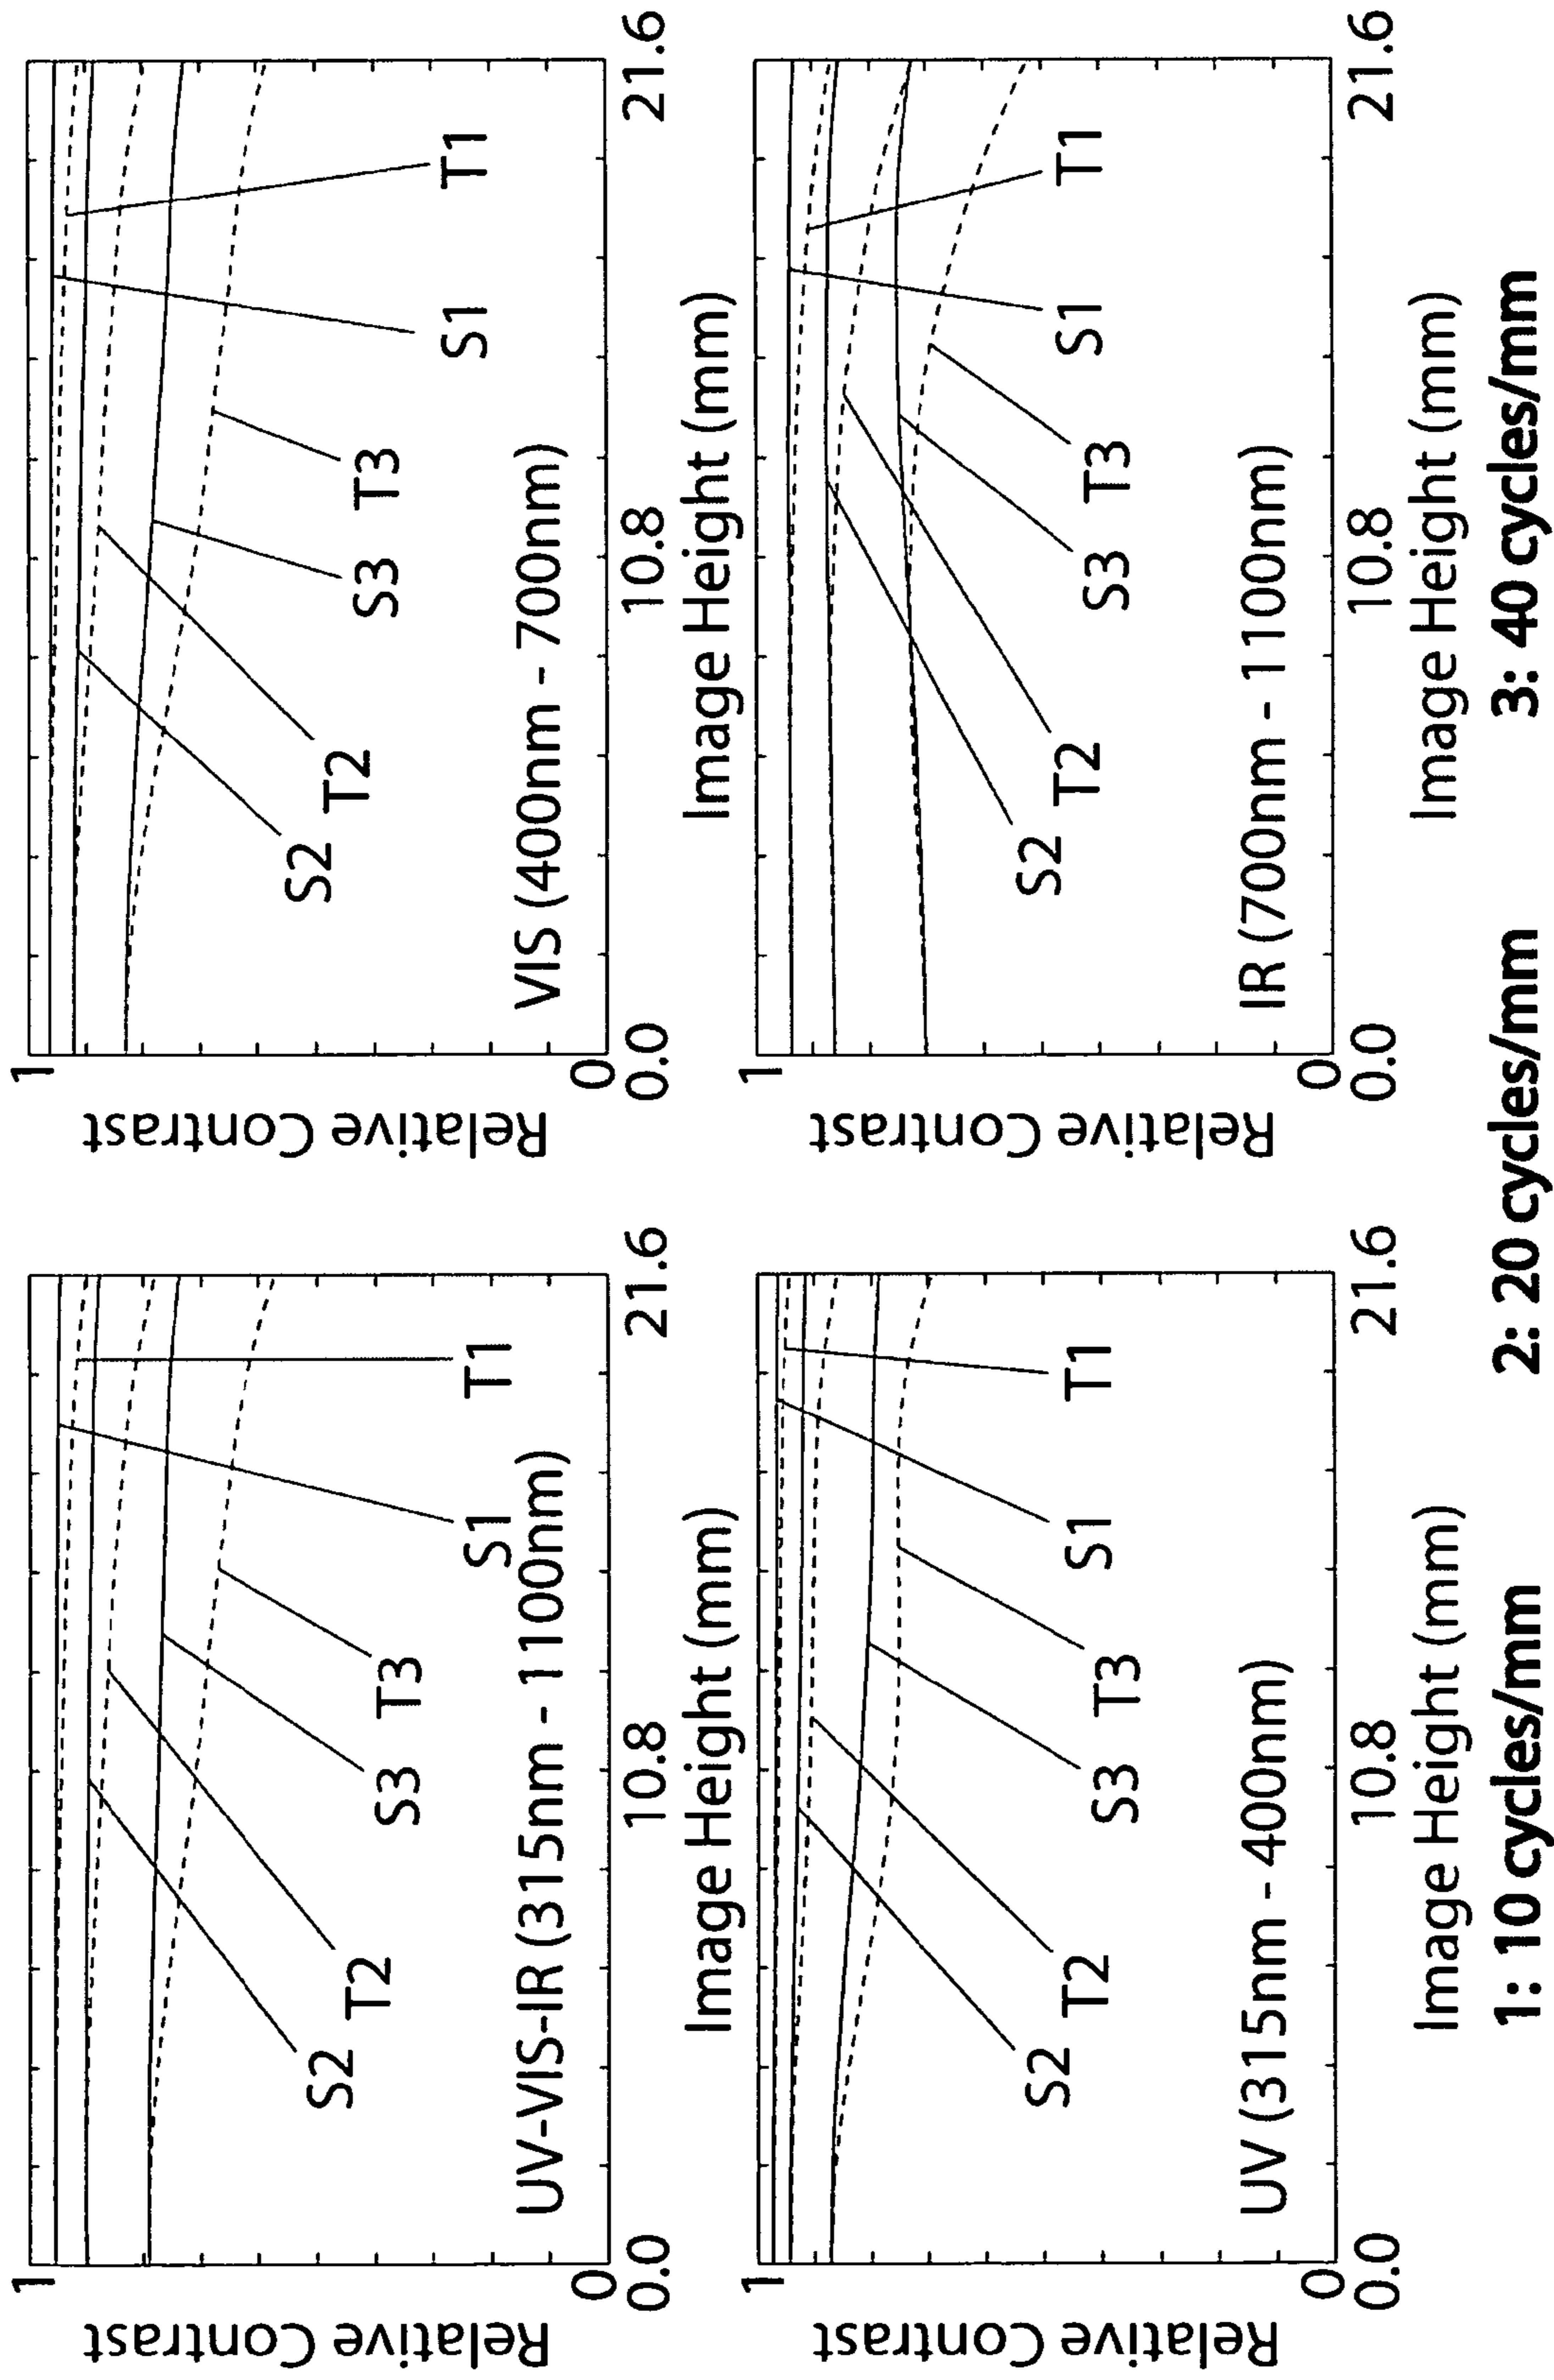 Relative Contrast
1
0
UV-VIS-IR (315nm - 1100nm)
S2
T2
S3
T3
S1
T1
0.0
10.8
21.6
Image Height (mm)
Relative Contrast
1
0
VIS (400nm - 700nm)
S2
T2
S3
T3
S1
T1
0.0
10.8
21.6
Image Height (mm)
Relative Contrast
1
0
UV (315nm - 400nm)
S2
T2
S3
T3
S1
T1
0.0
10.8
21.6
Image Height (mm)
Relative Contrast
1
0
IR (700nm - 1100nm)
S2
T2
S3
T3
S1
T1
0.0
10.8
21.6
Image Height (mm)
1: 10 cycles/mm 2: 20 cycles/mm 3: 40 cycles/mm